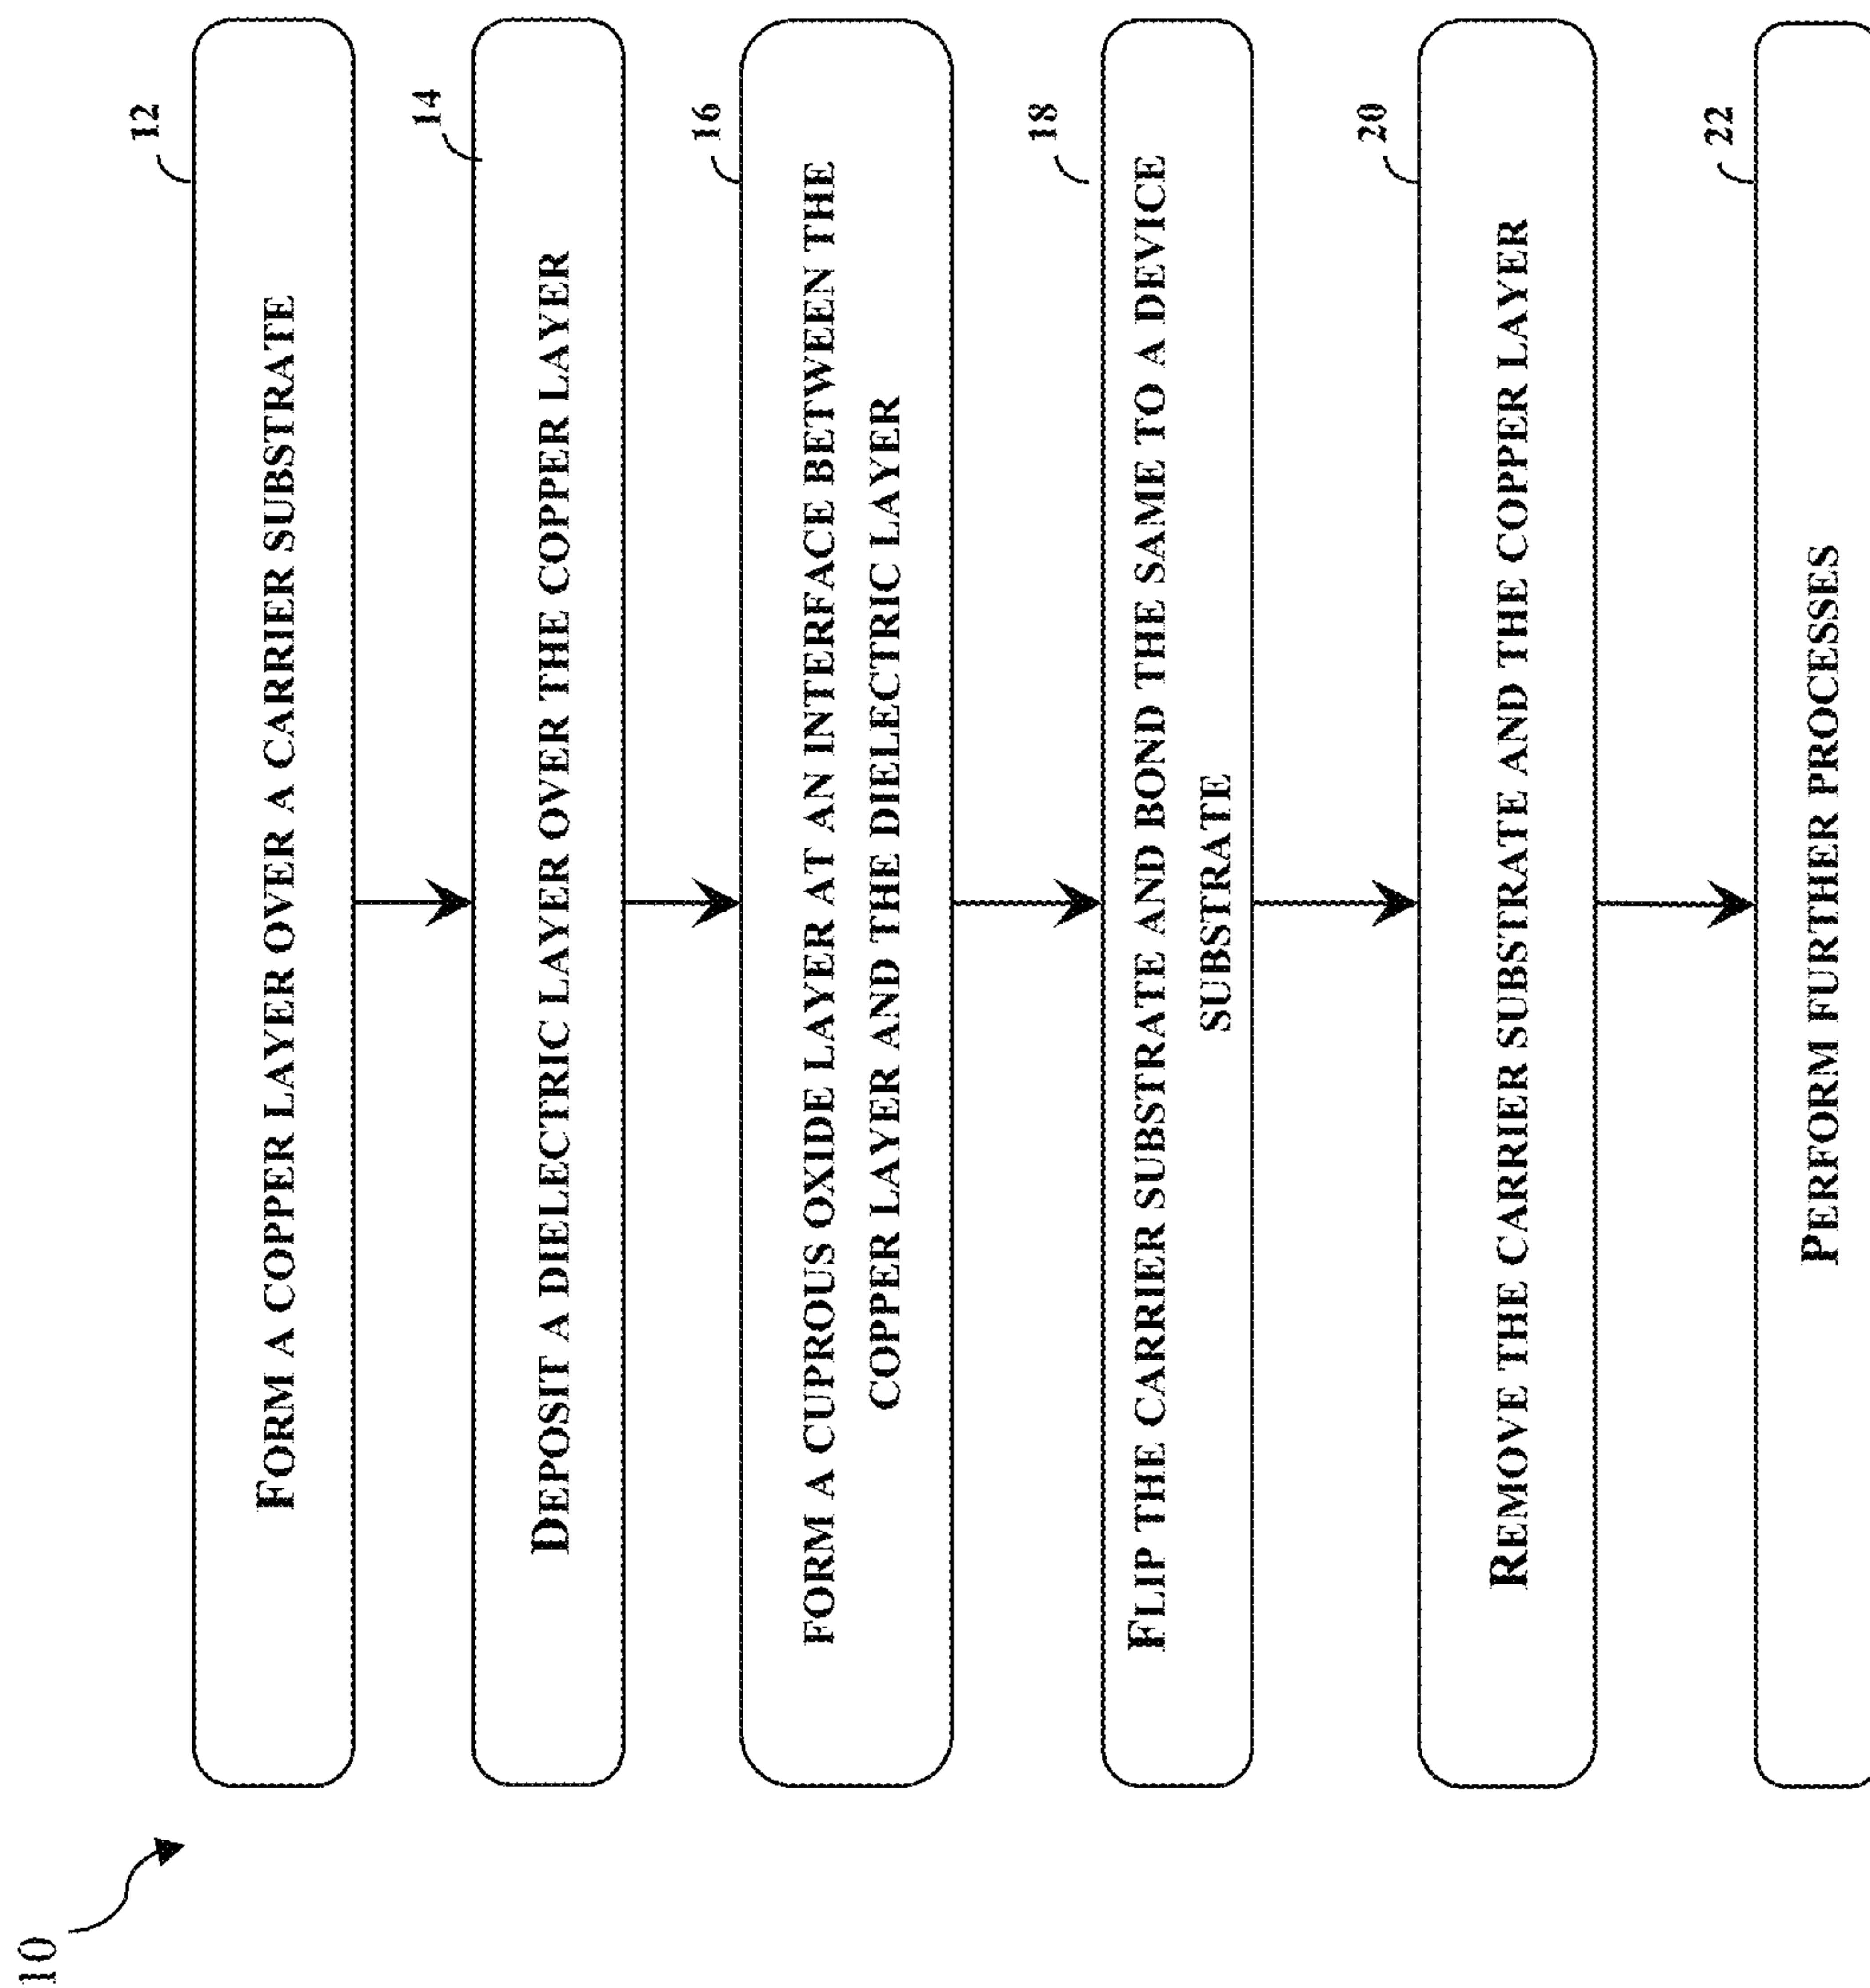 10
12
FORM A COPPER LAYER OVER A CARRIER SUBSTRATE
14
DEPOSIT A DIELECTRIC LAYER OVER THE COPPER LAYER
16
FORM A CUPROUS OXIDE LAYER AT AN INTERFACE BETWEEN THE
COPPER LAYER AND THE DIELECTRIC LAYER
18
FLIP THE CARRIER SUBSTRATE AND BOND THE SAME TO A DEVICE
SUBSTRATE
20
REMOVE THE CARRIER SUBSTRATE AND THE COPPER LAYER
22
PERFORM FURTHER PROCESSES